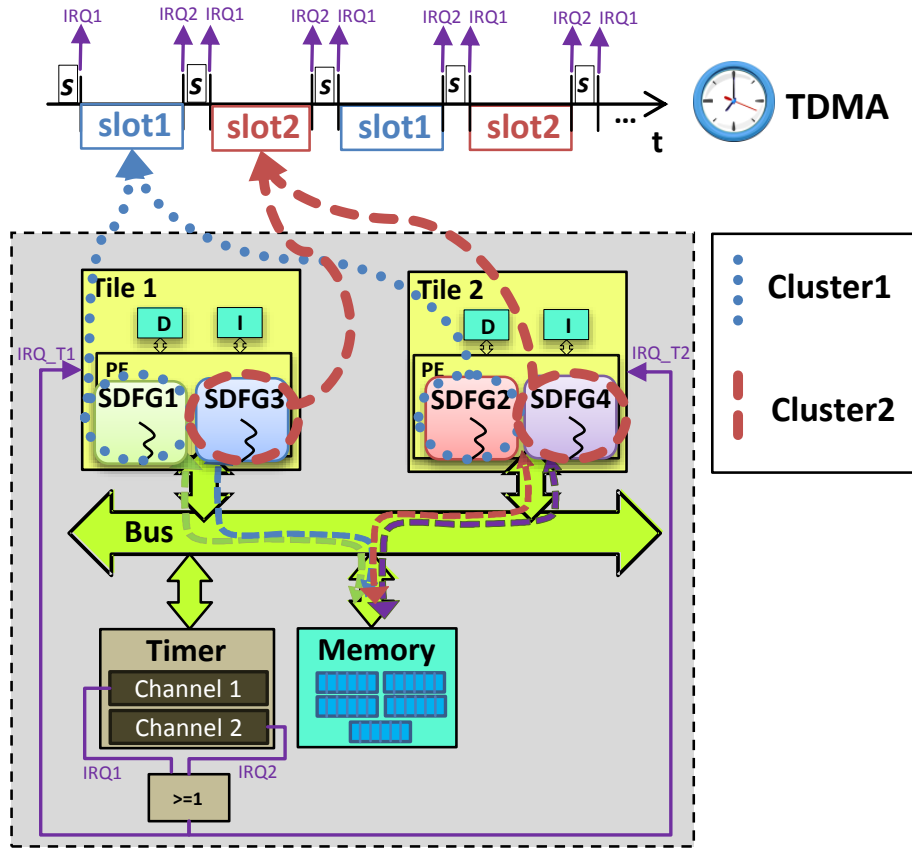 IRQ1 IRQ2 IRQ1 IRQ2 IRQ1 IRQ2 IRQ1 IRQ2 IRQ1
s s s s s
slot1 slot2 slot1 slot2 ... t
TDMA
Tile 1 Tile 2
D I D I
IRQ_T1 IRQ_T2
PE PE
SDFG1 SDFG3 SDFG2 SDFG4
Cluster1
Cluster2
Bus
Timer Memory
Channel 1
Channel 2
IRQ1 IRQ2
>=1